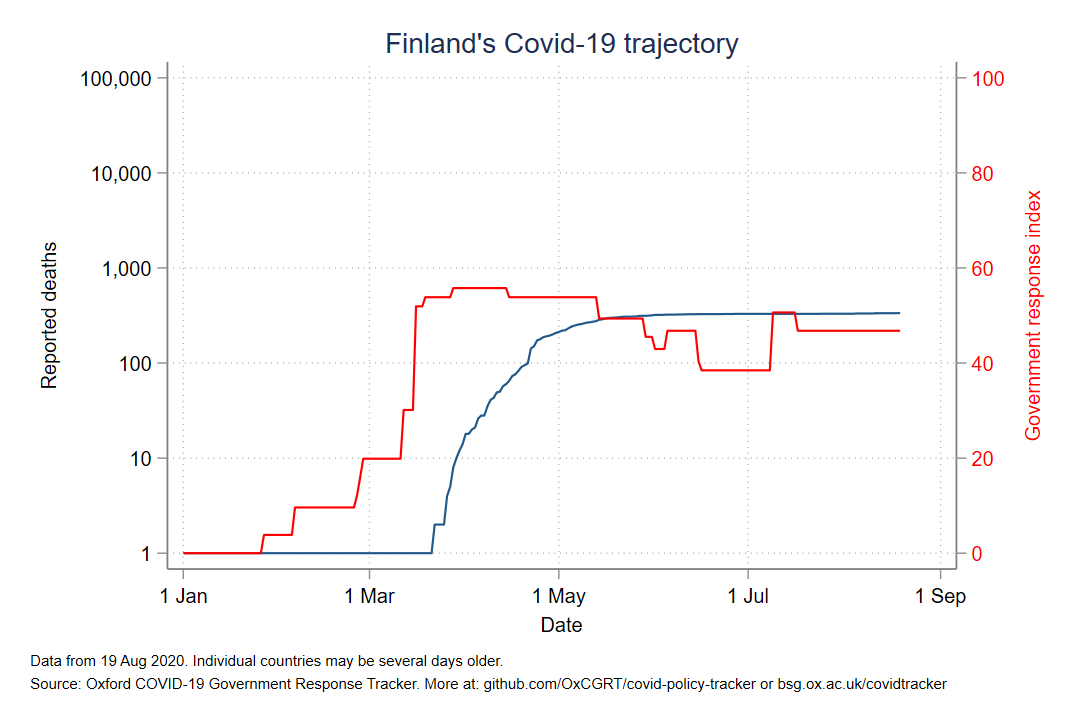 Finland's Covid-19 trajectory
100,000
10,000
1,000
100
10
1
Reported deaths
100
80
60
40
20
0
Government response index
1 Jan 1 Mar 1 May 1 Jul 1 Sep
Date
Data from 19 Aug 2020. Individual countries may be several days older.
Source: Oxford COVID-19 Government Response Tracker. More at: github.com/OxCGRT/covid-policy-tracker or bsg.ox.ac.uk/covidtracker